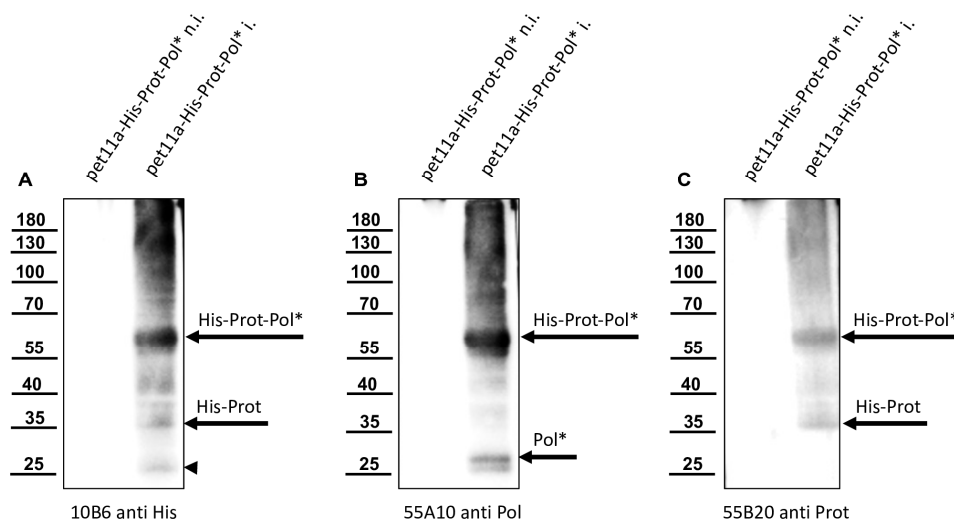 pet11a-His-Prot-Pol* n.i.
pet11a-His-Prot-Pol* i.
pet11a-His-Prot-Pol* n.i.
pet11a-His-Prot-Pol* i.
pet11a-His-Prot-Pol* n.i.
pet11a-His-Prot-Pol* i.
A
180
130
100
70
55
40
35
25
His-Prot-Pol*
His-Prot
10B6 anti His
B
180
130
100
70
55
40
35
25
His-Prot-Pol*
Pol*
55A10 anti Pol
C
180
130
100
70
55
40
35
25
His-Prot-Pol*
His-Prot
55B20 anti Prot